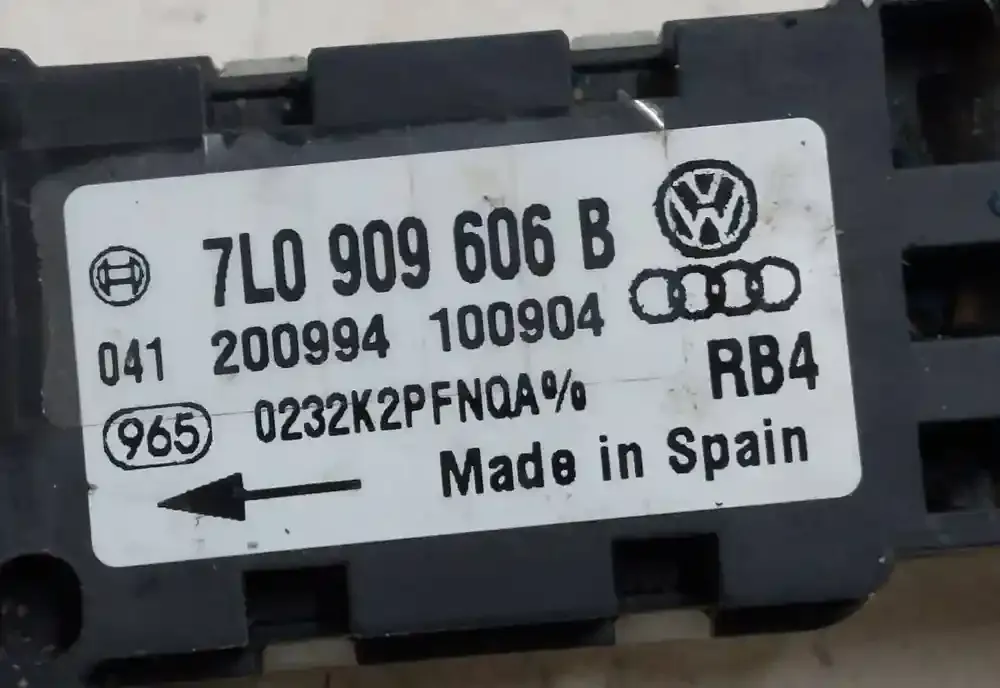 7L0 909 606 B
041 200994 100904
RB4
965 0232K2PFNQA%
Made in Spain